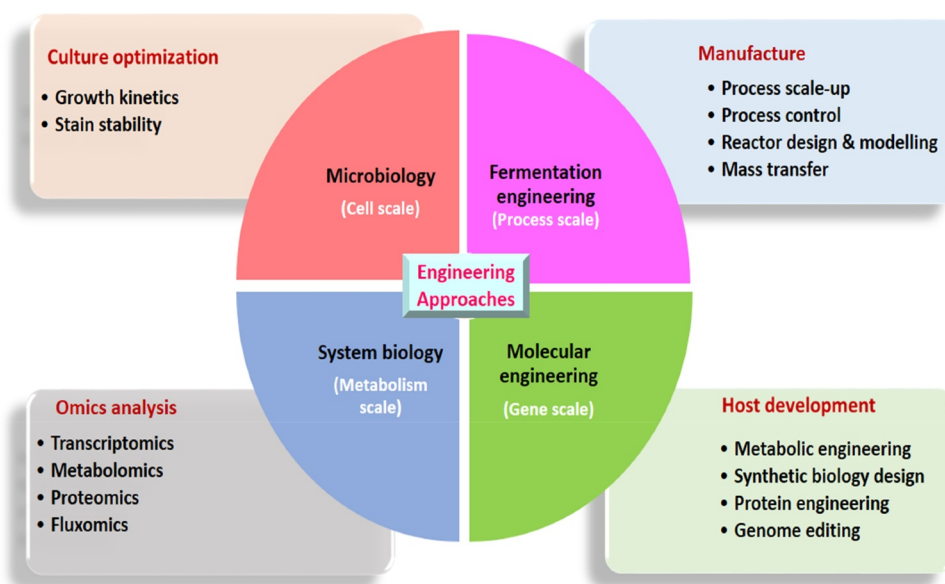 Culture optimization
• Growth kinetics
• Stain stability
Manufacture
• Process scale-up
• Process control
• Reactor design & modelling
• Mass transfer
Microbiology
(Cell scale)
Fermentation
engineering
(Process scale)
Engineering
Approaches
System biology
(Metabolism
scale)
Molecular
engineering
(Gene scale)
Omics analysis
• Transcriptomics
• Metabolomics
• Proteomics
• Fluxomics
Host development
• Metabolic engineering
• Synthetic biology design
• Protein engineering
• Genome editing